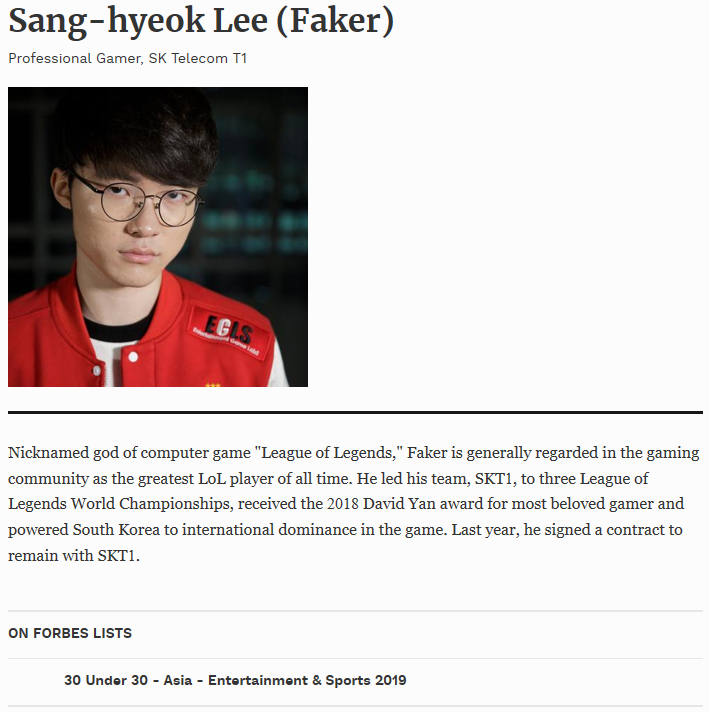 Sang-hyeok Lee (Faker)
Professional Gamer, SK Telecom T1
ECLS
Entertainment Game Label
Nicknamed god of computer game "League of Legends," Faker is generally regarded in the gaming
community as the greatest LoL player of all time. He led his team, SKT1, to three League of
Legends World Championships, received the 2018 David Yan award for most beloved gamer and
powered South Korea to international dominance in the game. Last year, he signed a contract to
remain with SKT1.
ON FORBES LISTS
30 Under 30 - Asia - Entertainment & Sports 2019